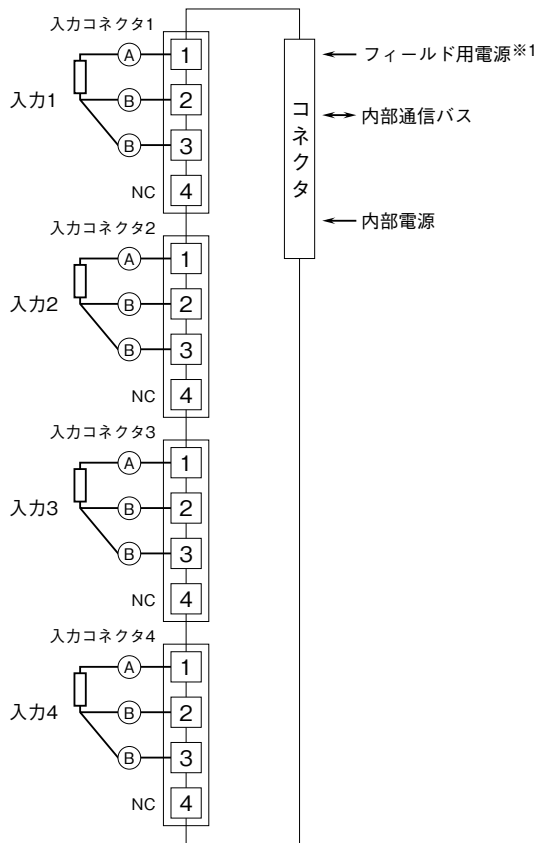 入力コネクタ1
入力1
A
B
B
NC
1
2
3
4
入力コネクタ2
入力2
A
B
B
NC
1
2
3
4
入力コネクタ3
入力3
A
B
B
NC
1
2
3
4
入力コネクタ4
入力4
A
B
B
NC
1
2
3
4
コネクタ
フィールド用電源※1
内部通信バス
内部電源